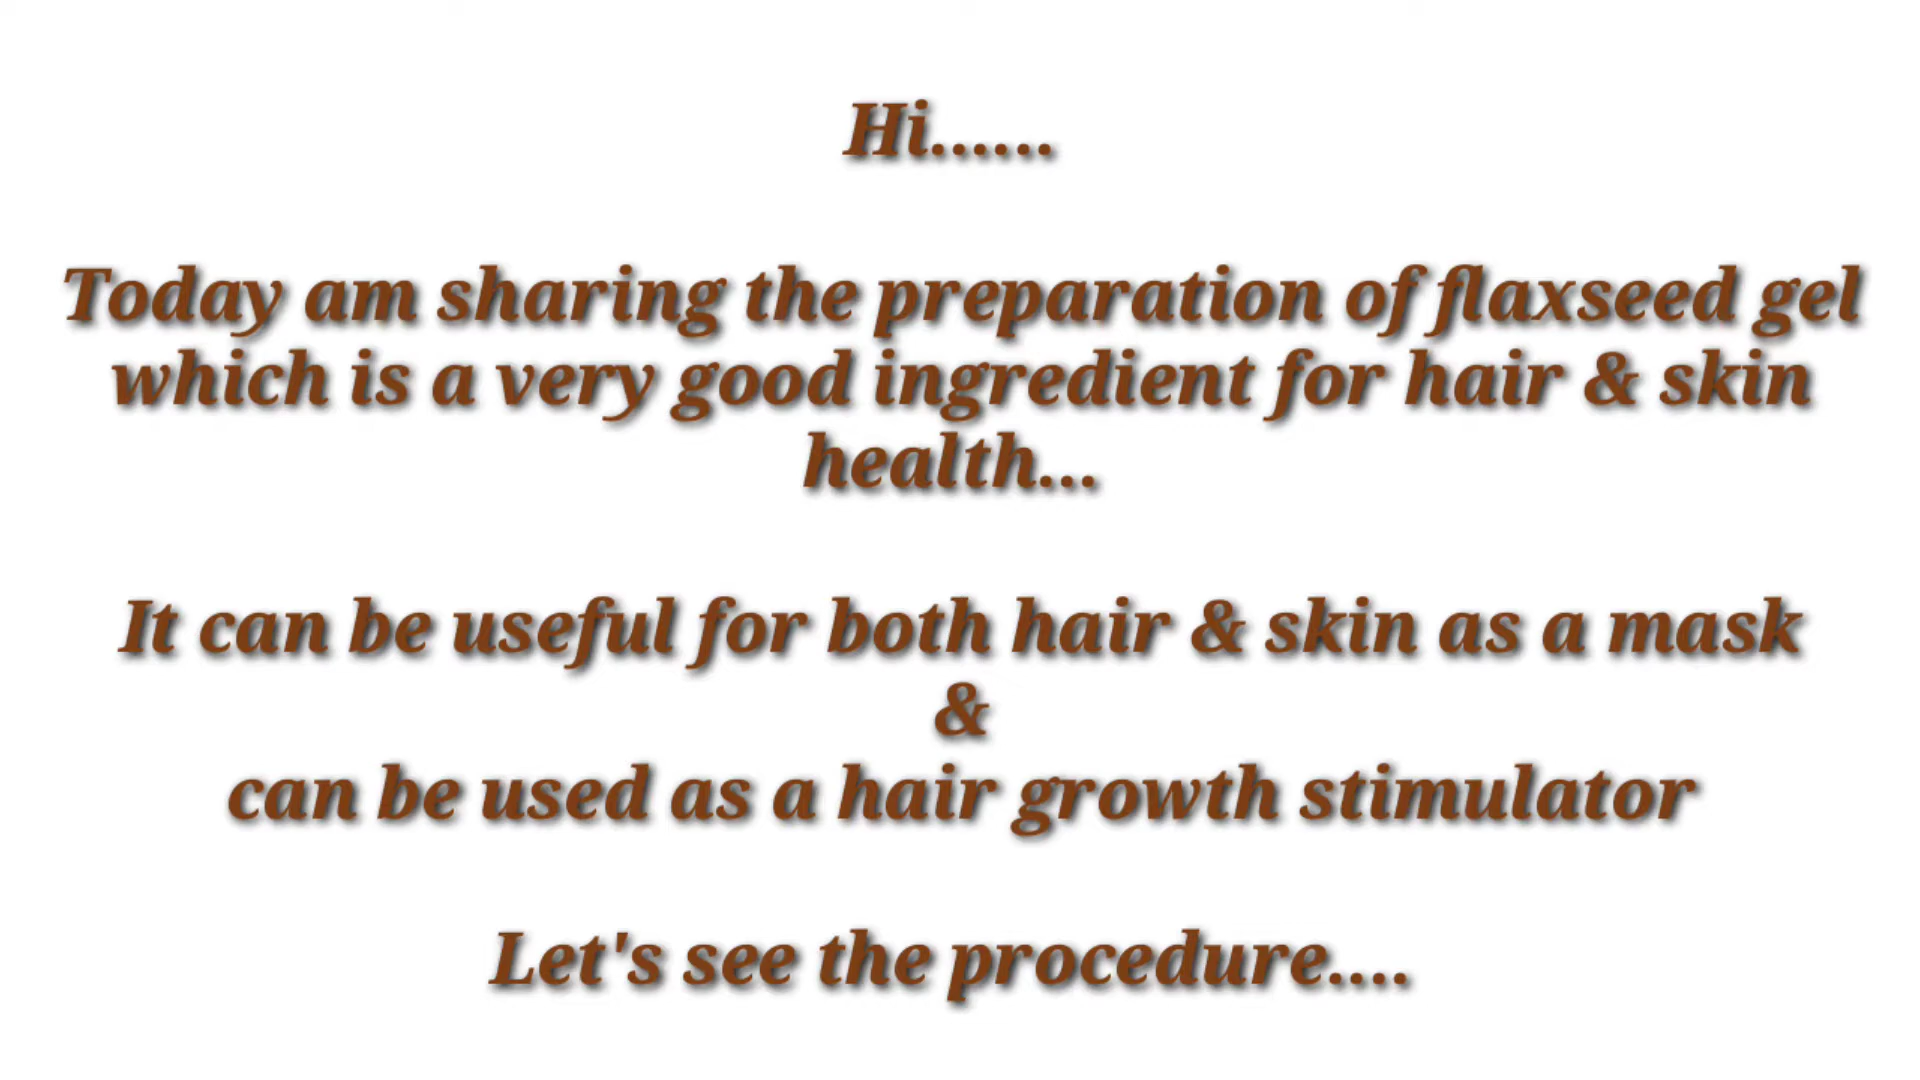 Hi......
Today am sharing the preparation of flaxseed gel
which is a very good ingredient for hair & skin
health...
It can be useful for both hair & skin as a mask
&
can be used as a hair growth stimulator
Let's see the procedure....